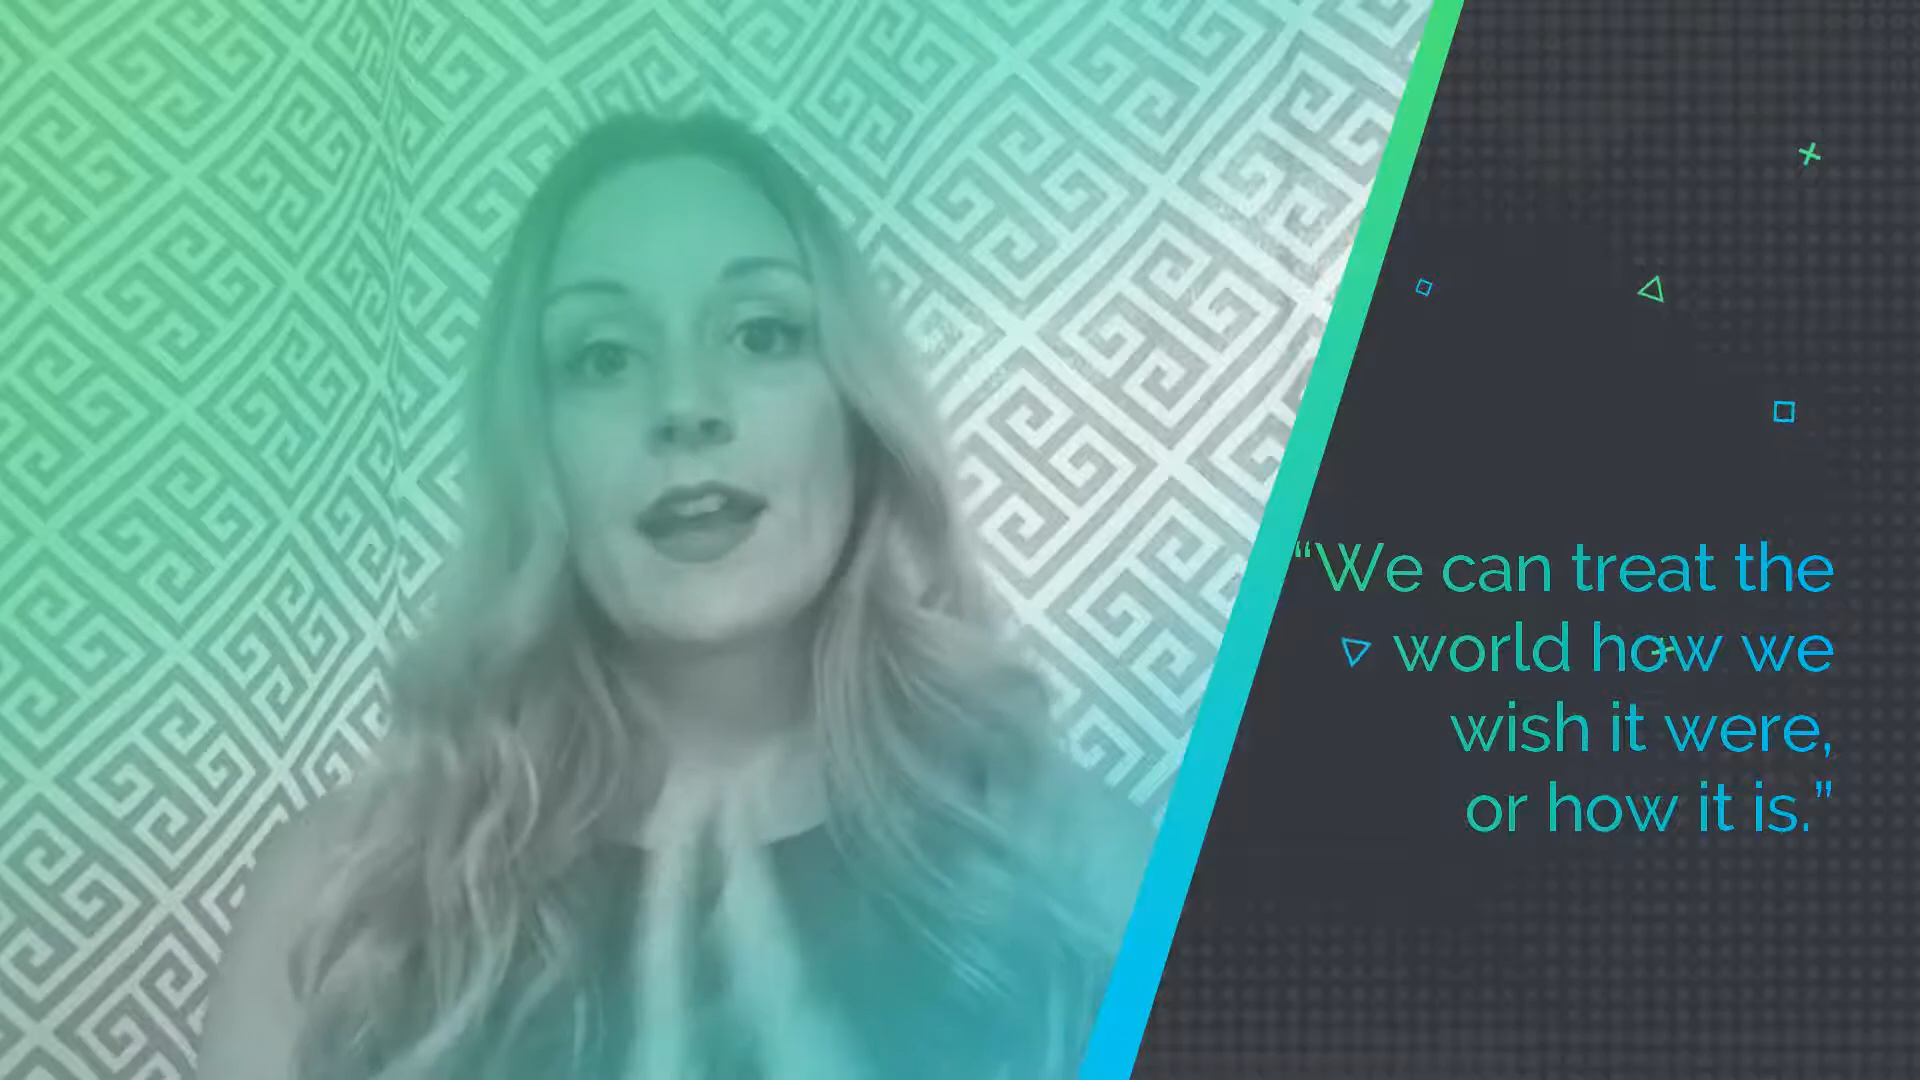 “We can treat the
world how we
wish it were,
or how it is.”